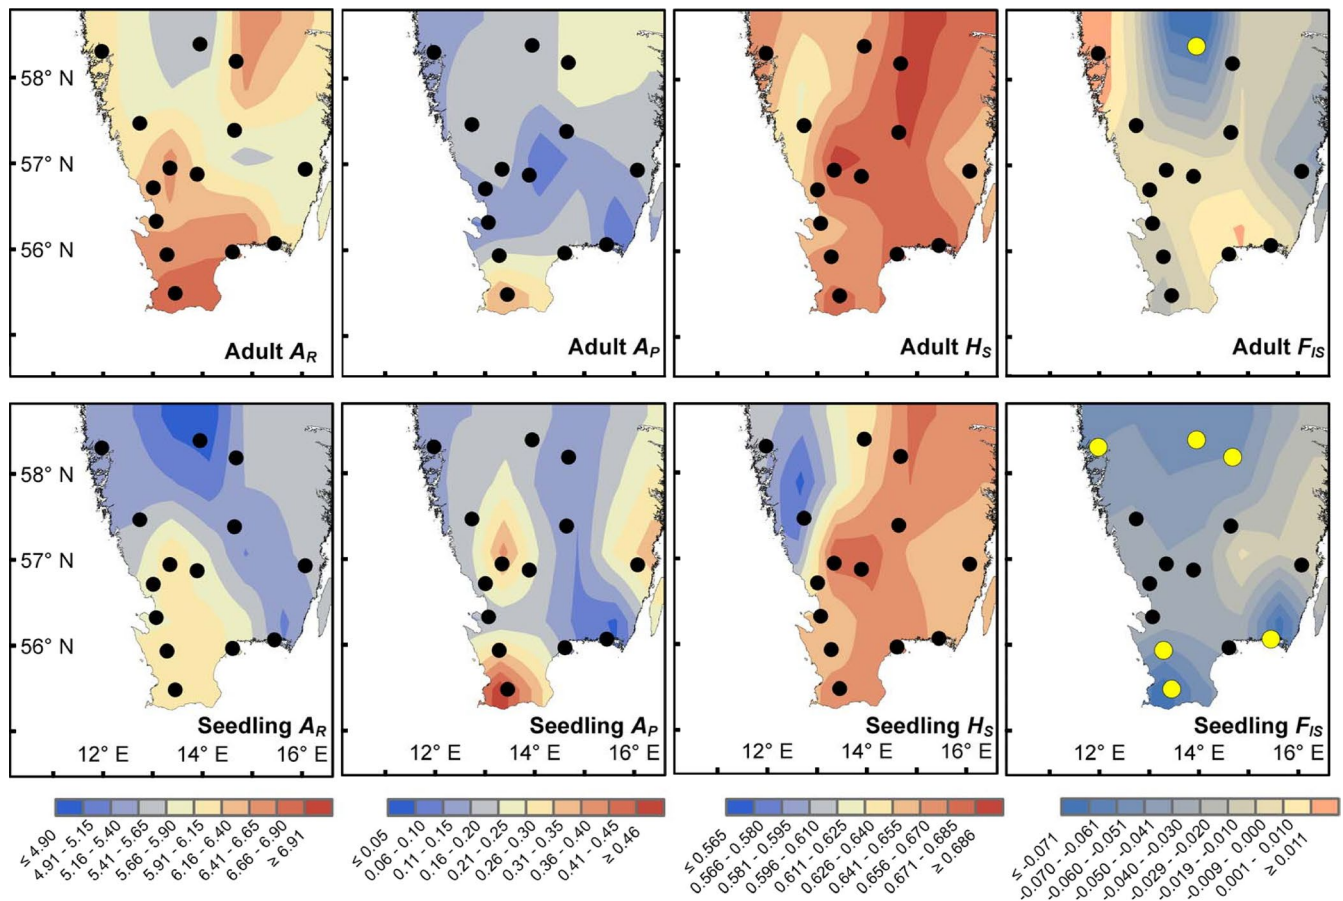 58° N
57° N
56° N
Adult AR
Adult AP
Adult HS
Adult FIS
58° N
57° N
56° N
Seedling AR
Seedling AP
Seedling HS
Seedling FIS
12° E 14° E 16° E
12° E 14° E 16° E
12° E 14° E 16° E
12° E 14° E 16° E
≤ 4.90
4.91 - 5.15
5.16 - 5.40
5.41 - 5.65
5.66 - 5.90
5.91 - 6.15
6.16 - 6.40
6.41 - 6.65
6.66 - 6.90
≥ 6.91
≤ 0.05
0.06 - 0.10
0.11 - 0.15
0.16 - 0.20
0.21 - 0.25
0.26 - 0.30
0.31 - 0.35
0.36 - 0.40
0.41 - 0.45
≥ 0.46
≤ 0.565
0.566 - 0.580
0.581 - 0.595
0.596 - 0.610
0.611 - 0.625
0.626 - 0.640
0.641 - 0.655
0.656 - 0.670
0.671 - 0.685
≥ 0.686
≤ -0.071
-0.070 - -0.061
-0.060 - -0.051
-0.050 - -0.041
-0.040 - -0.030
-0.029 - -0.020
-0.019 - -0.010
-0.009 - 0.000
0.001 - 0.010
≥ 0.011